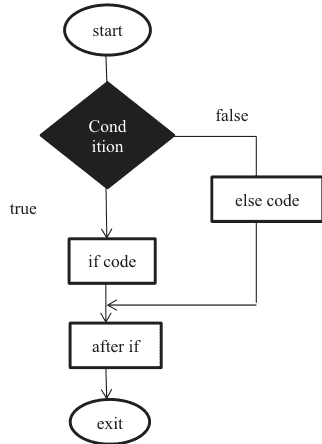 start
Cond
ition
false
true
else code
if code
after if
exit